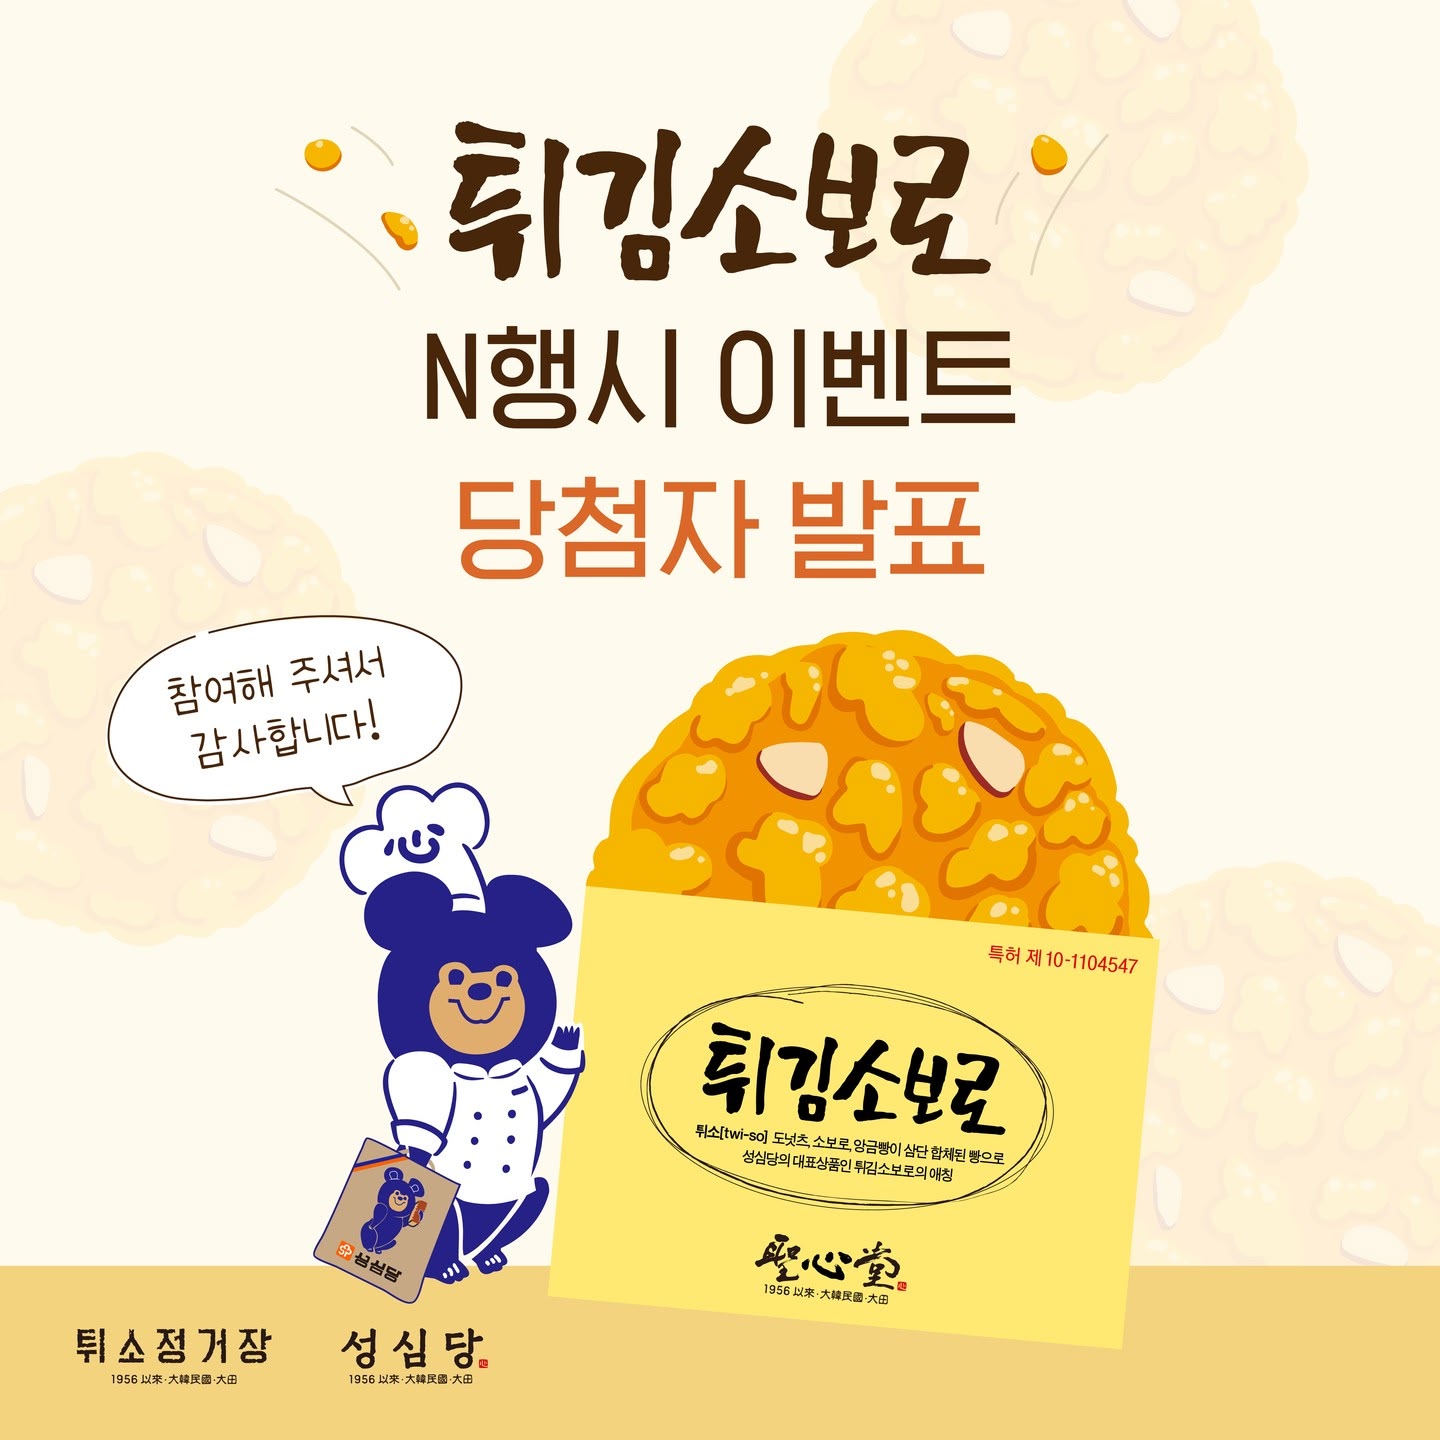 튀김소보로
N행시 이벤트
당첨자 발표
참여해 주셔서
감사합니다!
특허 제 10-1104547
튀김소보로
튀소[twi-so] 도넛츠, 소보로, 앙금빵이 삼단 합체된 빵으로
성심당의 대표상품인 튀김소보로의 애칭
聖心堂
1956 以來·大韓民國·大田
성심당
튀소정거장
1956 以來·大韓民國·大田
성심당
1956 以來·大韓民國·大田